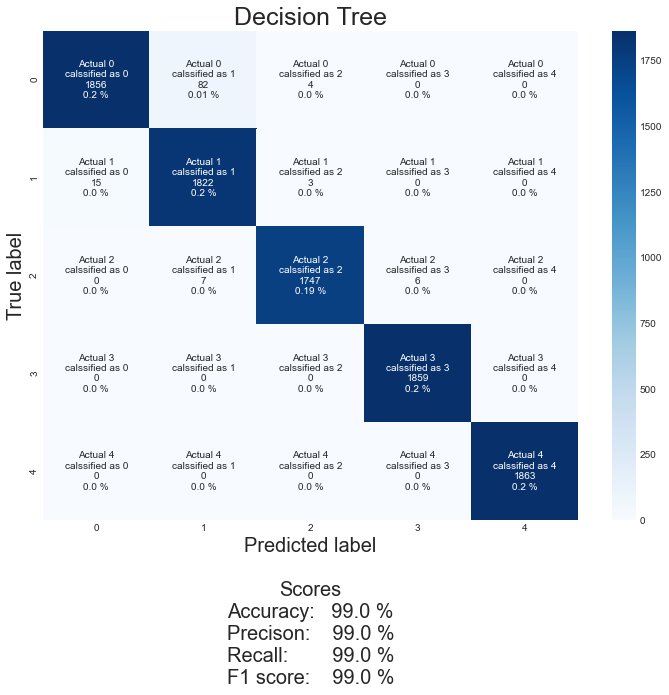 Decision Tree
Actual 0
calssified as 0
1856
0.2 %
Actual 0
calssified as 1
82
0.01 %
Actual 0
calssified as 2
4
0.0 %
Actual 0
calssified as 3
0
0.0 %
Actual 0
calssified as 4
0
0.0 %
Actual 1
calssified as 0
15
0.0 %
Actual 1
calssified as 1
1822
0.2 %
Actual 1
calssified as 2
3
0.0 %
Actual 1
calssified as 3
0
0.0 %
Actual 1
calssified as 4
0
0.0 %
Actual 2
calssified as 0
0
0.0 %
Actual 2
calssified as 1
7
0.0 %
Actual 2
calssified as 2
1747
0.19 %
Actual 2
calssified as 3
6
0.0 %
Actual 2
calssified as 4
0
0.0 %
Actual 3
calssified as 0
0
0.0 %
Actual 3
calssified as 1
0
0.0 %
Actual 3
calssified as 2
0
0.0 %
Actual 3
calssified as 3
1859
0.2 %
Actual 3
calssified as 4
0
0.0 %
Actual 4
calssified as 0
0
0.0 %
Actual 4
calssified as 1
0
0.0 %
Actual 4
calssified as 2
0
0.0 %
Actual 4
calssified as 3
0
0.0 %
Actual 4
calssified as 4
1863
0.2 %
True label
0
1
2
3
4
0 1 2 3 4
Predicted label
1750
1500
1250
1000
750
500
250
0
Scores
Accuracy: 99.0 %
Precison: 99.0 %
Recall: 99.0 %
F1 score: 99.0 %